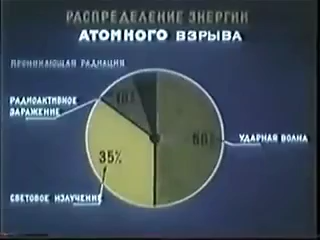 РАСПРЕДЕЛЕНИЕ ЭНЕРГИИ
АТОМНОГО ВЗРЫВА
ПРОНИКАЮЩАЯ РАДИАЦИЯ
РАДИОАКТИВНОЕ
ЗАРАЖЕНИЕ
10%
50%
УДАРНАЯ ВОЛНА
35%
СВЕТОВОЕ ИЗЛУЧЕНИЕ